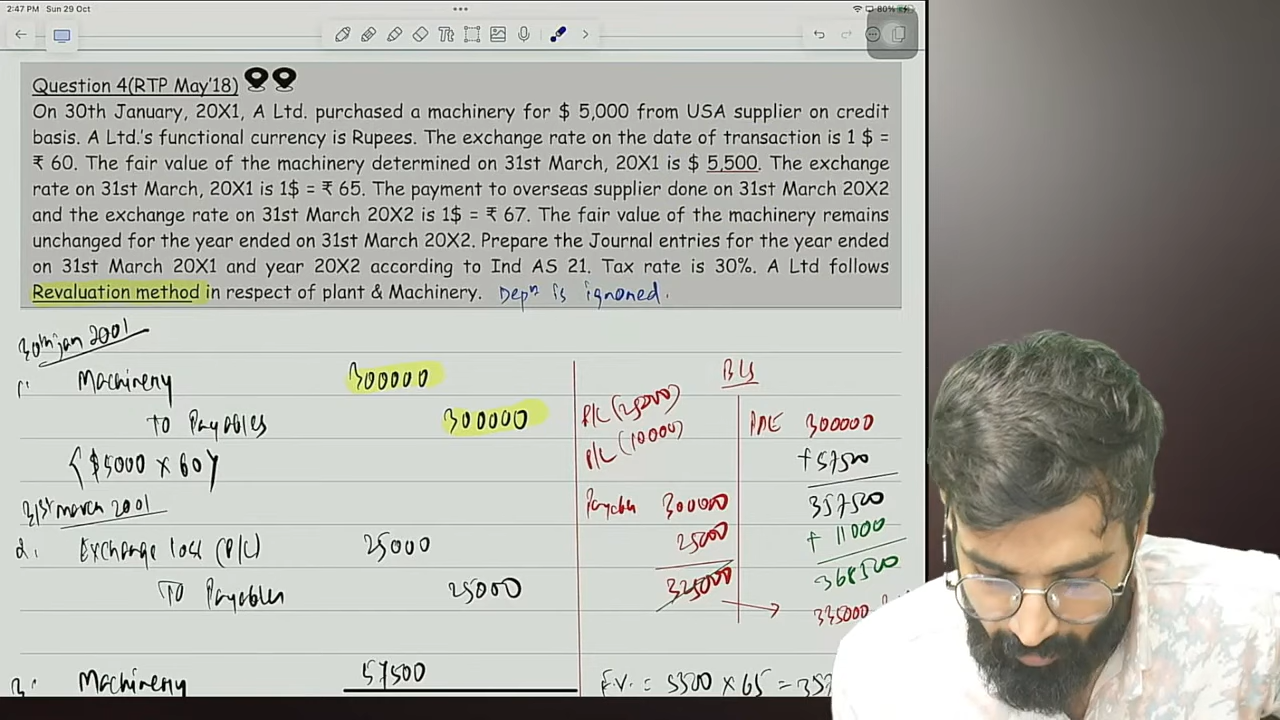 2:47 PM Sun 29 Oct
80%
Question 4(RTP May'18)
On 30th January, 20X1, A Ltd. purchased a machinery for $ 5,000 from USA supplier on credit
basis. A Ltd.'s functional currency is Rupees. The exchange rate on the date of transaction is 1 $ =
₹ 60. The fair value of the machinery determined on 31st March, 20X1 is $ 5,500. The exchange
rate on 31st March, 20X1 is 1$ = ₹ 65. The payment to overseas supplier done on 31st March 20X2
and the exchange rate on 31st March 20X2 is 1$ = ₹ 67. The fair value of the machinery remains
unchanged for the year ended on 31st March 20X2. Prepare the Journal entries for the year ended
on 31st March 20X1 and year 20X2 according to Ind AS 21. Tax rate is 30%. A Ltd follows
Revaluation method in respect of plant & Machinery. Depn is ignored.
30th jan 2001
1. Machinery 300000
To Payables 300000
{$5000 x 60}
31st march 2001
2. Exchange loss (P/L) 25000
To Payables 25000
3. Machinery 57500
B/S
P/L (25000)
P/L (10000)
Payables 300000
25000
325000
PPE 300000
+ 57500
357500
+ 11000
368500
335000
F.V. = 5500 x 65 =